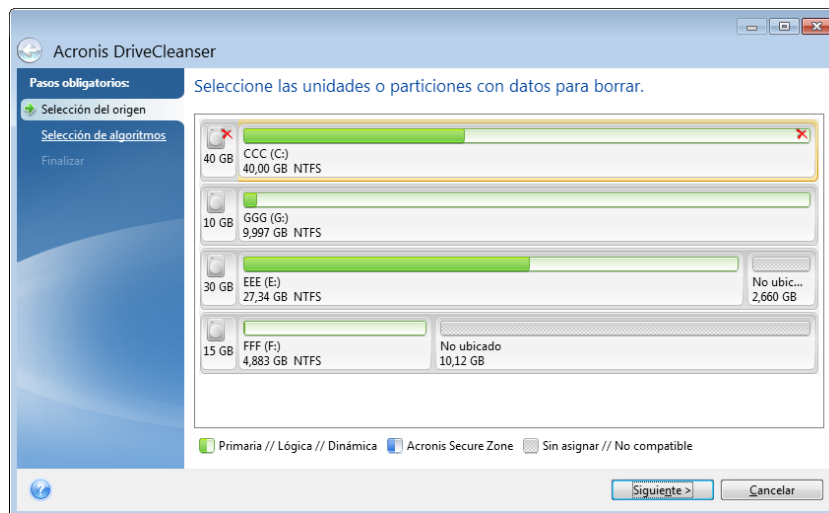 Acronis DriveCleanser
Pasos obligatorios:
Selección del origen
Selección de algoritmos
Finalizar
Seleccione las unidades o particiones con datos para borrar.
40 GB
CCC (C:)
40,00 GB NTFS
10 GB
GGG (G:)
9,997 GB NTFS
30 GB
EEE (E:)
27,34 GB NTFS
No ubic...
2,660 GB
15 GB
FFF (F:)
4,883 GB NTFS
No ubicado
10,12 GB
Primaria // Lógica // Dinámica Acronis Secure Zone Sin asignar // No compatible
Siguiente > Cancelar